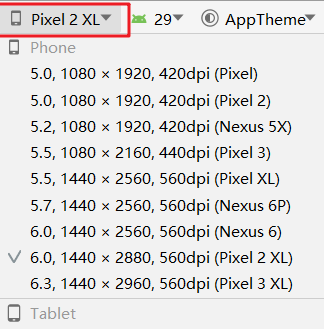 Pixel 2 XL 29 AppTheme
Phone
5.0, 1080 × 1920, 420dpi (Pixel)
5.0, 1080 × 1920, 420dpi (Pixel 2)
5.2, 1080 × 1920, 420dpi (Nexus 5X)
5.5, 1080 × 2160, 440dpi (Pixel 3)
5.5, 1440 × 2560, 560dpi (Pixel XL)
5.7, 1440 × 2560, 560dpi (Nexus 6P)
6.0, 1440 × 2560, 560dpi (Nexus 6)
6.0, 1440 × 2880, 560dpi (Pixel 2 XL)
6.3, 1440 × 2960, 560dpi (Pixel 3 XL)
Tablet